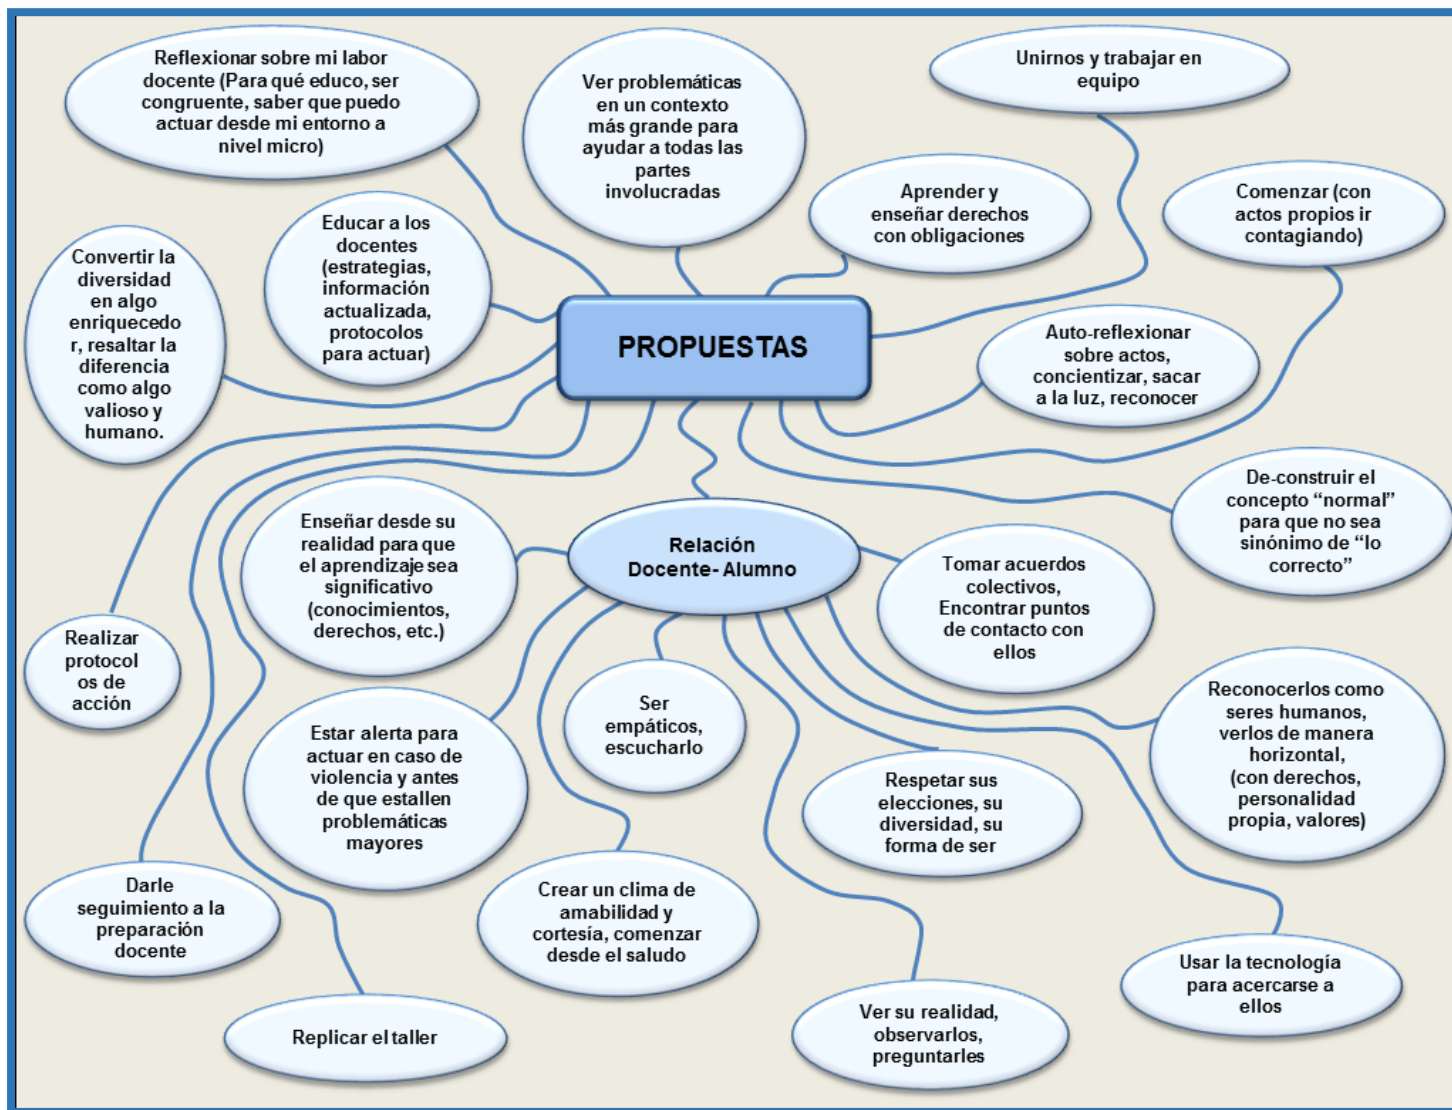 Reflexionar sobre mi labor
docente (Para qué educo, ser
congruente, saber que puedo
actuar desde mi entorno a
nivel micro)
Ver problemáticas
en un contexto
más grande para
ayudar a todas las
partes
involucradas
Unirnos y trabajar en
equipo
Educar a los
docentes
(estrategias,
información
actualizada,
protocolos
para actuar)
Aprender y
enseñar derechos
con obligaciones
Comenzar (con
actos propios ir
contagiando)
Convertir la
diversidad
en algo
enriquecedo
r, resaltar la
diferencia
como algo
valioso y
humano.
PROPUESTAS
Auto-reflexionar
sobre actos,
concientizar, sacar
a la luz, reconocer
De-construir el
concepto “normal”
para que no sea
sinónimo de “lo
correcto”
Enseñar desde su
realidad para que
el aprendizaje sea
significativo
(conocimientos,
derechos, etc.)
Relación
Docente- Alumno
Tomar acuerdos
colectivos,
Encontrar puntos
de contacto con
ellos
Realizar
protocol
os de
acción
Estar alerta para
actuar en caso de
violencia y antes
de que estallen
problemáticas
mayores
Ser
empáticos,
escucharlo
Respetar sus
elecciones, su
diversidad, su
forma de ser
Reconocerlos como
seres humanos,
verlos de manera
horizontal,
(con derechos,
personalidad
propia, valores)
Darle
seguimiento a la
preparación
docente
Crear un clima de
amabilidad y
cortesía, comenzar
desde el saludo
Usar la tecnología
para acercarse a
ellos
Replicar el taller
Ver su realidad,
observarlos,
preguntarles